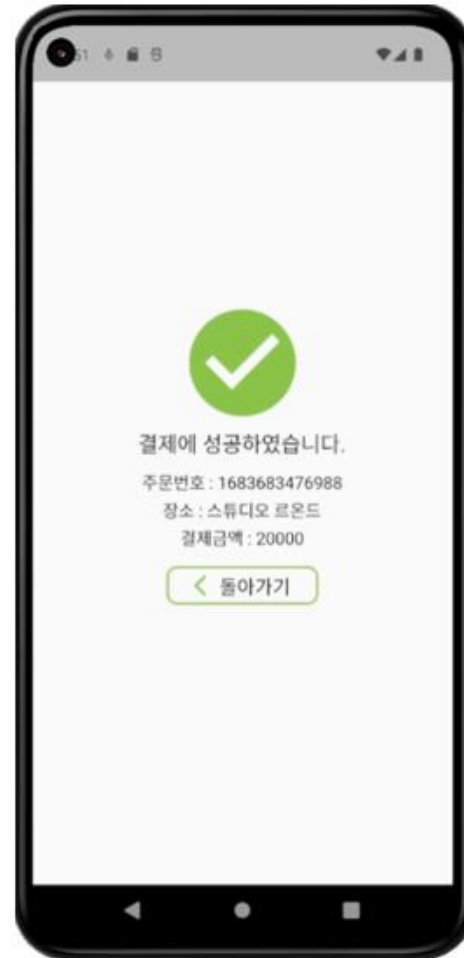 결제에 성공하였습니다.
주문번호 : 1683683476988
장소 : 스튜디오 르온드
결제금액 : 20000
돌아가기